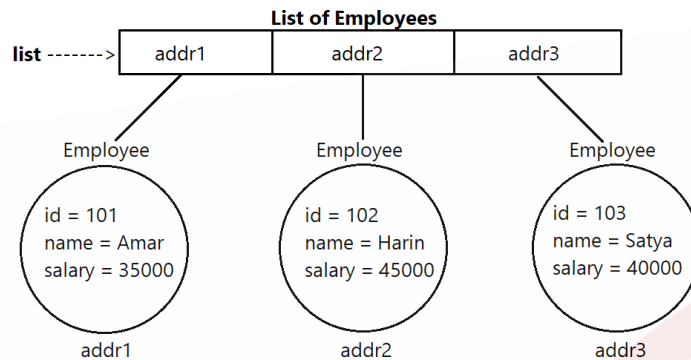 List of Employees
list ------->
addr1 addr2 addr3
Employee Employee Employee
id = 101
name = Amar
salary = 35000
id = 102
name = Harin
salary = 45000
id = 103
name = Satya
salary = 40000
addr1 addr2 addr3